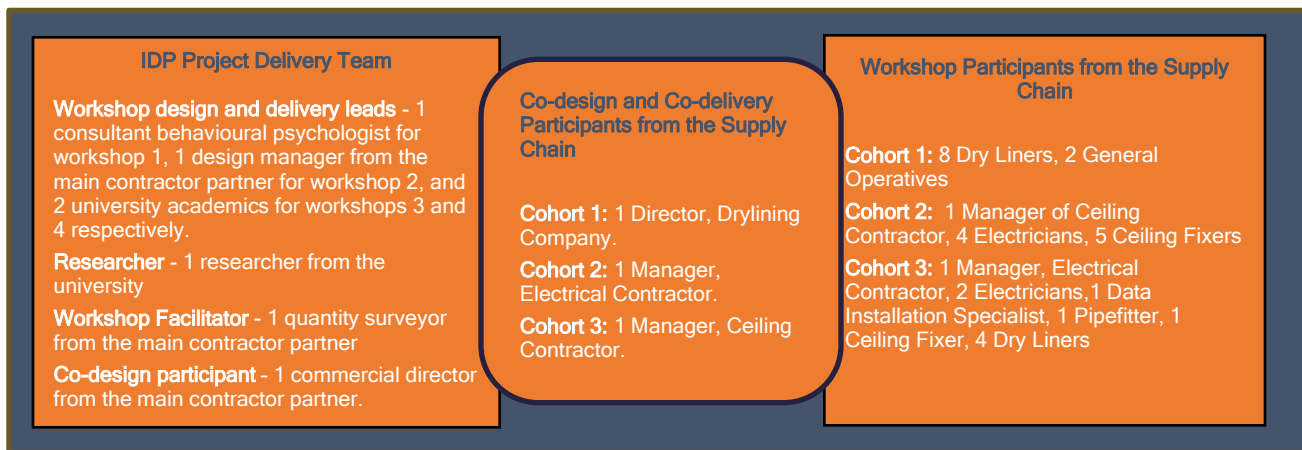 IDP Project Delivery Team
Workshop design and delivery leads - 1
consultant behavioural psychologist for
workshop 1, 1 design manager from the
main contractor partner for workshop 2, and
2 university academics for workshops 3 and
4 respectively.
Researcher - 1 researcher from the
university
Workshop Facilitator - 1 quantity surveyor
from the main contractor partner
Co-design participant - 1 commercial director
from the main contractor partner.
Co-design and Co-delivery
Participants from the Supply
Chain
Cohort 1: 1 Director, Drylining
Company.
Cohort 2: 1 Manager,
Electrical Contractor.
Cohort 3: 1 Manager, Ceiling
Contractor.
Workshop Participants from the Supply
Chain
Cohort 1: 8 Dry Liners, 2 General
Operatives
Cohort 2:  1 Manager of Ceiling
Contractor, 4 Electricians, 5 Ceiling Fixers
Cohort 3: 1 Manager, Electrical
Contractor, 2 Electricians,1 Data
Installation Specialist, 1 Pipefitter, 1
Ceiling Fixer, 4 Dry Liners